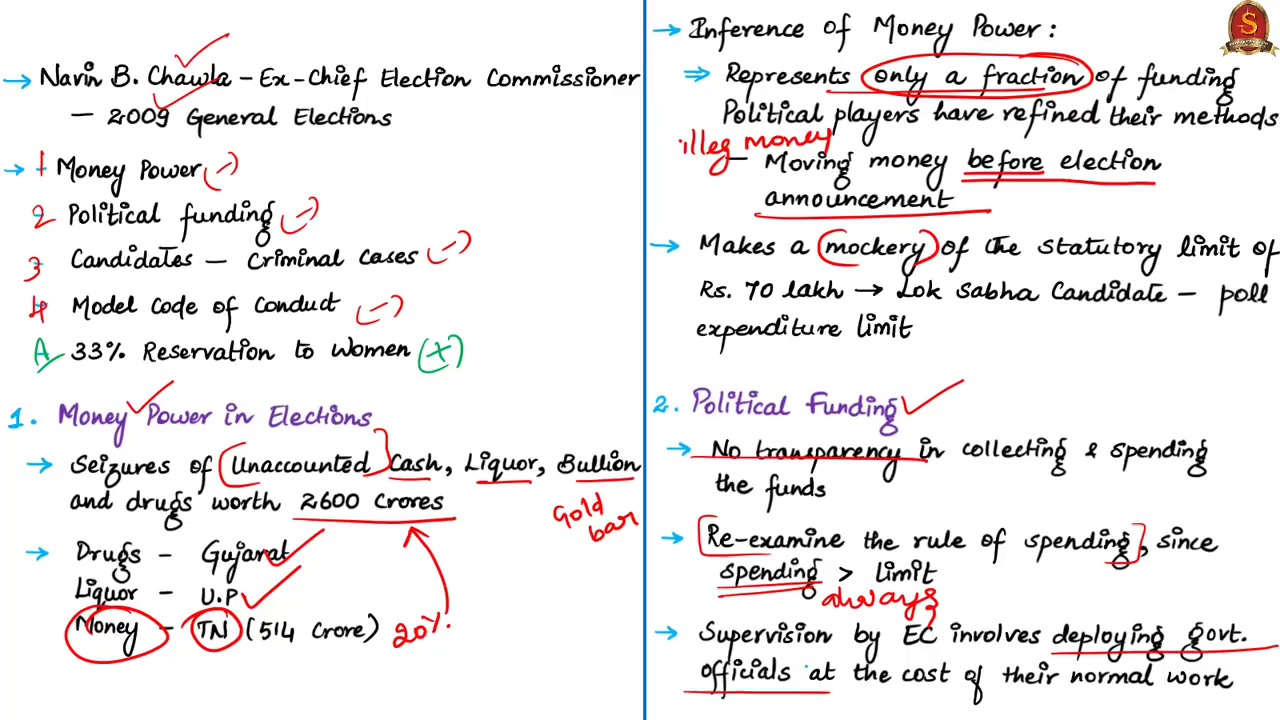 → Navin B. Chawla – Ex-Chief Election Commissioner
– 2009 General Elections
→ 1 Money Power (-)
2 Political funding (-)
3 Candidates – Criminal Cases (-)
4 Model Code of Conduct (-)
A 33% Reservation to Women (+)
1. Money Power in Elections
→ Seizures of (Unaccounted) Cash, Liquor, Bullion
and drugs worth 2600 Crores
Gold
bar
→ Drugs – Gujarat
Liquor – U.P
Money – TN (514 Crore) 20%
→ Inference of Money Power:
⇒ Represents only a fraction of funding
Political players have refined their methods
illeg money
– Moving money before election
announcement
→ Makes a (mockery) of the statutory limit of
Rs. 70 lakh → Lok Sabha Candidate – poll
expenditure limit
2. Political Funding
→ No transparency in collecting & spending
the funds
→ [Re-examine the rule of spending], since
spending > limit
always
→ Supervision by EC involves deploying govt.
officials at the cost of their normal work
S